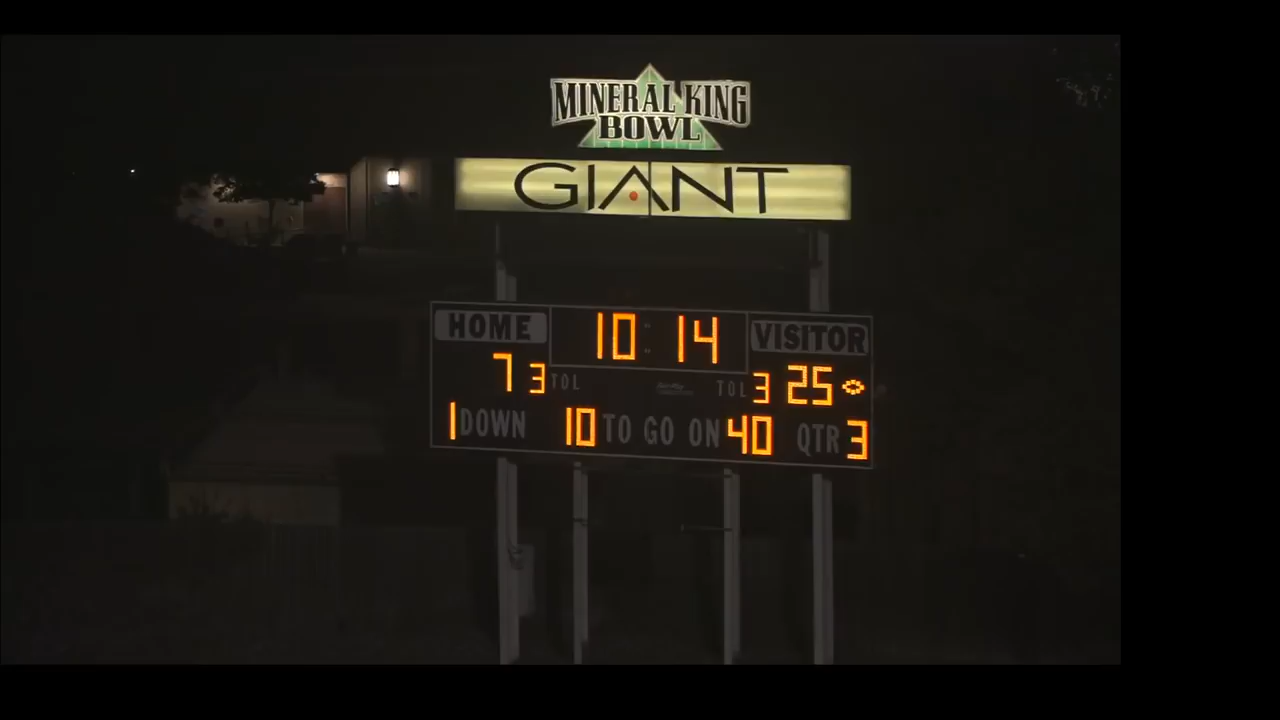 MINERAL KING
BOWL
GIANT
HOME 10:14 VISITOR
7 3 TOL TOL 3 25
1 DOWN 10 TO GO ON 40 QTR 3